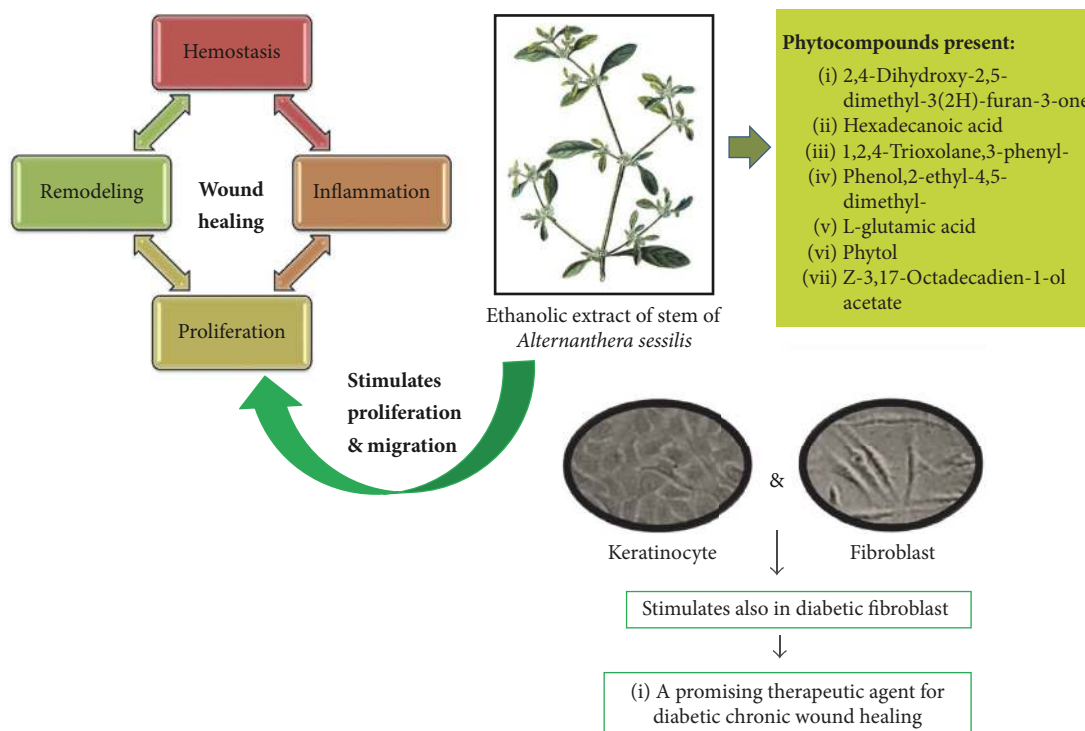 Hemostasis
Remodeling
Wound
healing
Inflammation
Proliferation
Ethanolic extract of stem of
Alternanthera sessilis
Phytocompounds present:
(i) 2,4-Dihydroxy-2,5-
dimethyl-3(2H)-furan-3-one
(ii) Hexadecanoic acid
(iii) 1,2,4-Trioxolane,3-phenyl-
(iv) Phenol,2-ethyl-4,5-
dimethyl-
(v) L-glutamic acid
(vi) Phytol
(vii) Z-3,17-Octadecadien-1-ol
acetate
Stimulates
proliferation
& migration
&
Keratinocyte
Fibroblast
Stimulates also in diabetic fibroblast
(i) A promising therapeutic agent for
diabetic chronic wound healing